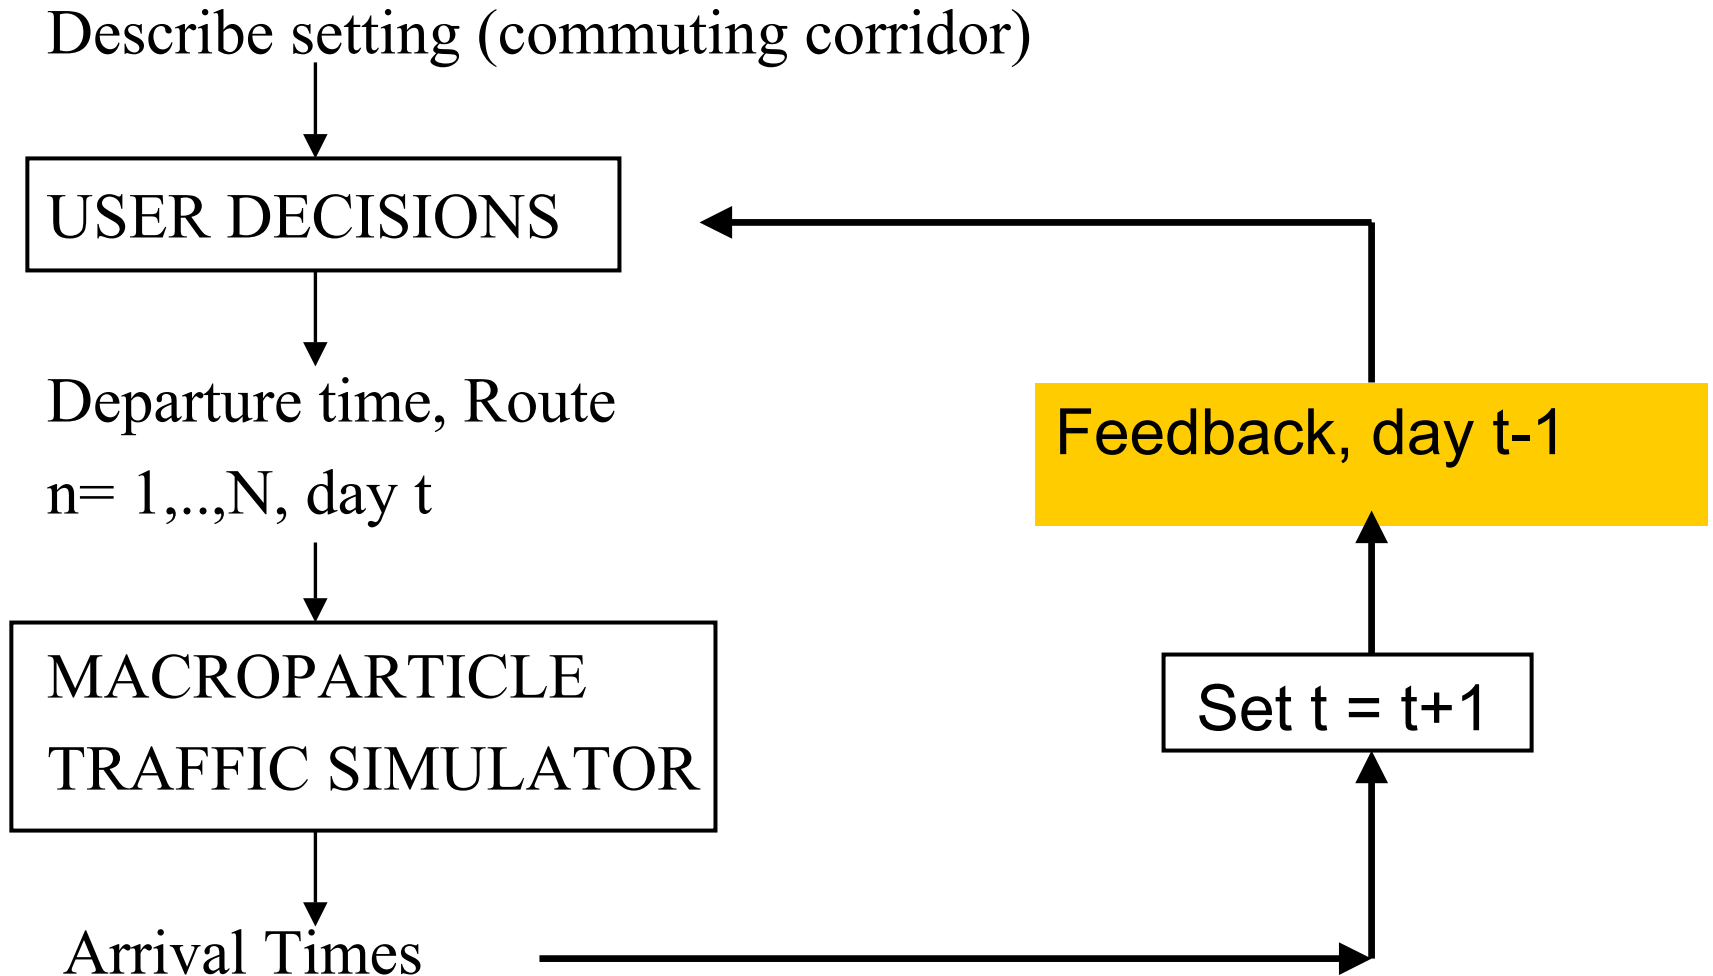 Describe setting (commuting corridor)
USER DECISIONS
Departure time, Route
n= 1,..,N, day t
MACROPARTICLE
TRAFFIC SIMULATOR
Arrival Times
Feedback, day t-1
Set t = t+1